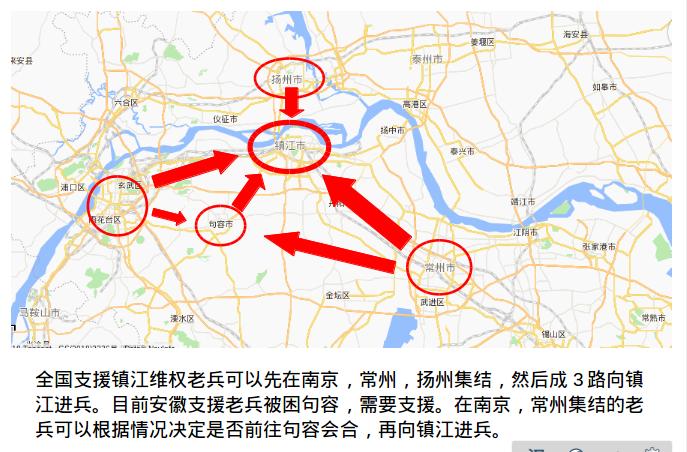 姜堰区
海安县
来安县
泰州市
扬州市
如皋市
六合区
高港区
仪征市
扬中市
镇江市
泰兴市
浦口区
玄武区
靖江市
雨花台区
句容市
江阴市
张家港市
常州市
金坛区
武进区
马鞍山市
溧水区
常熟市
锡山区
全国支援镇江维权老兵可以先在南京，常州，扬州集结，然后成 3 路向镇
江进兵。目前安徽支援老兵被困句容，需要支援。在南京，常州集结的老
兵可以根据情况决定是否前往句容会合，再向镇江进兵。